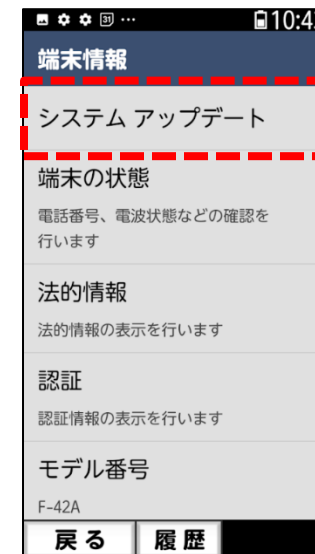 31 … 10:4
端末情報
システム アップデート
端末の状態
電話番号、電波状態などの確認を
行います
法的情報
法的情報の表示を行います
認証
認証情報の表示を行います
モデル番号
F-42A
戻る 履歴